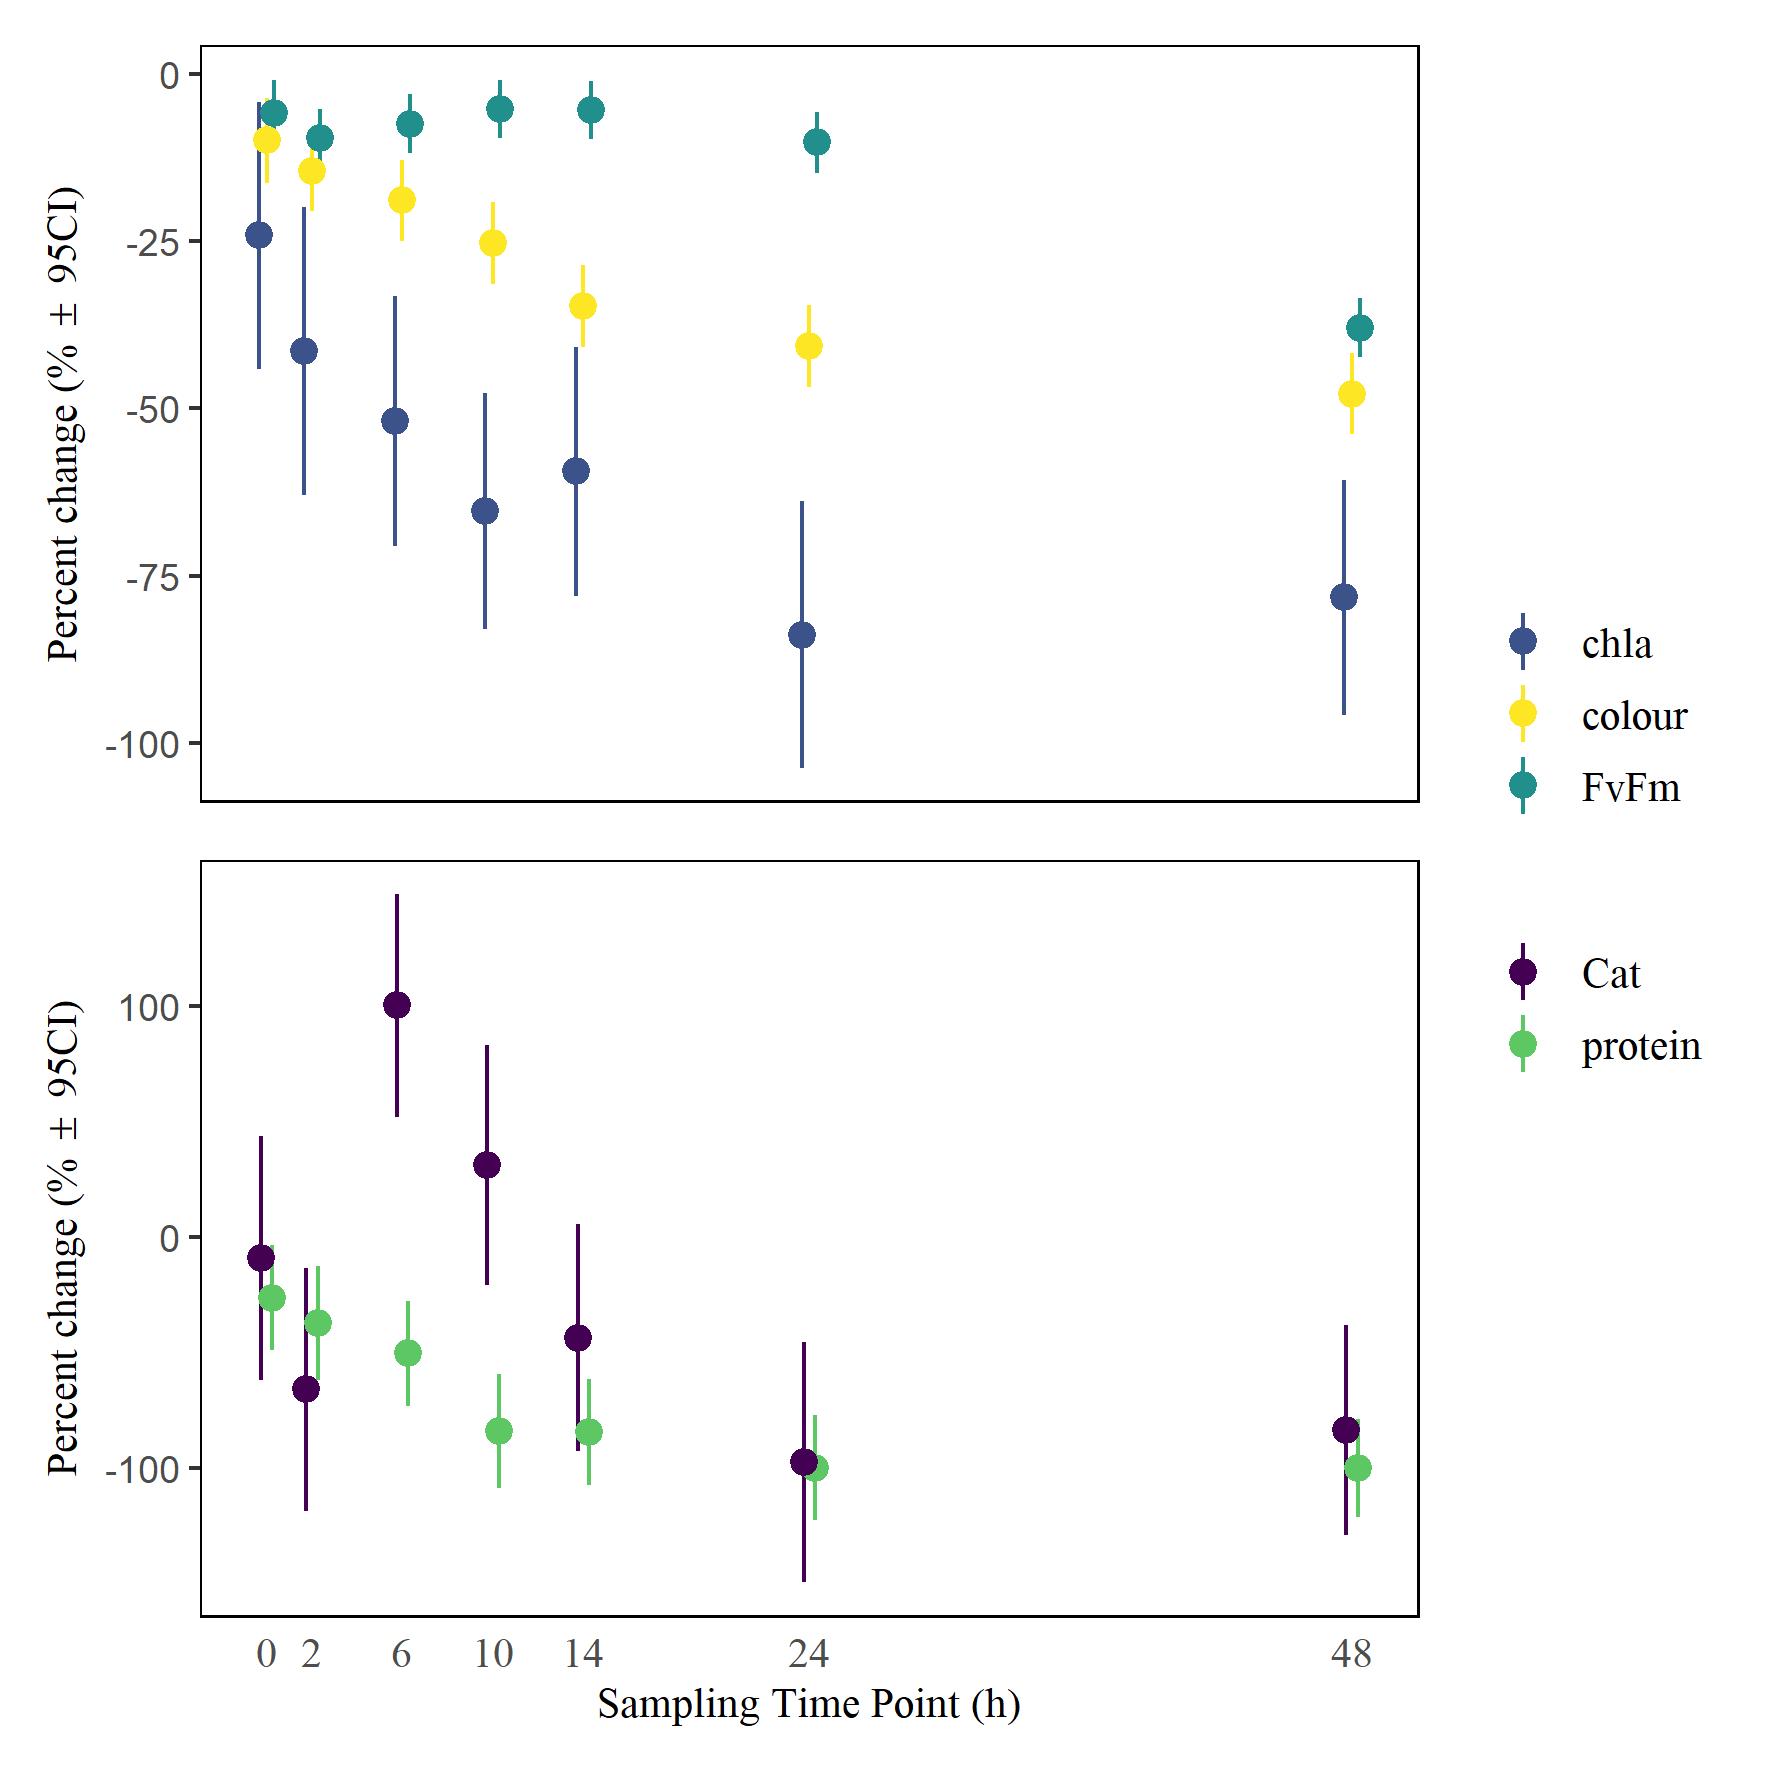 0
-25
-50
-75
-100
Percent change (% ± 95CI)
chla
colour
FvFm
100
0
-100
Percent change (% ± 95CI)
Cat
protein
0 2 6 10 14 24 48
Sampling Time Point (h)